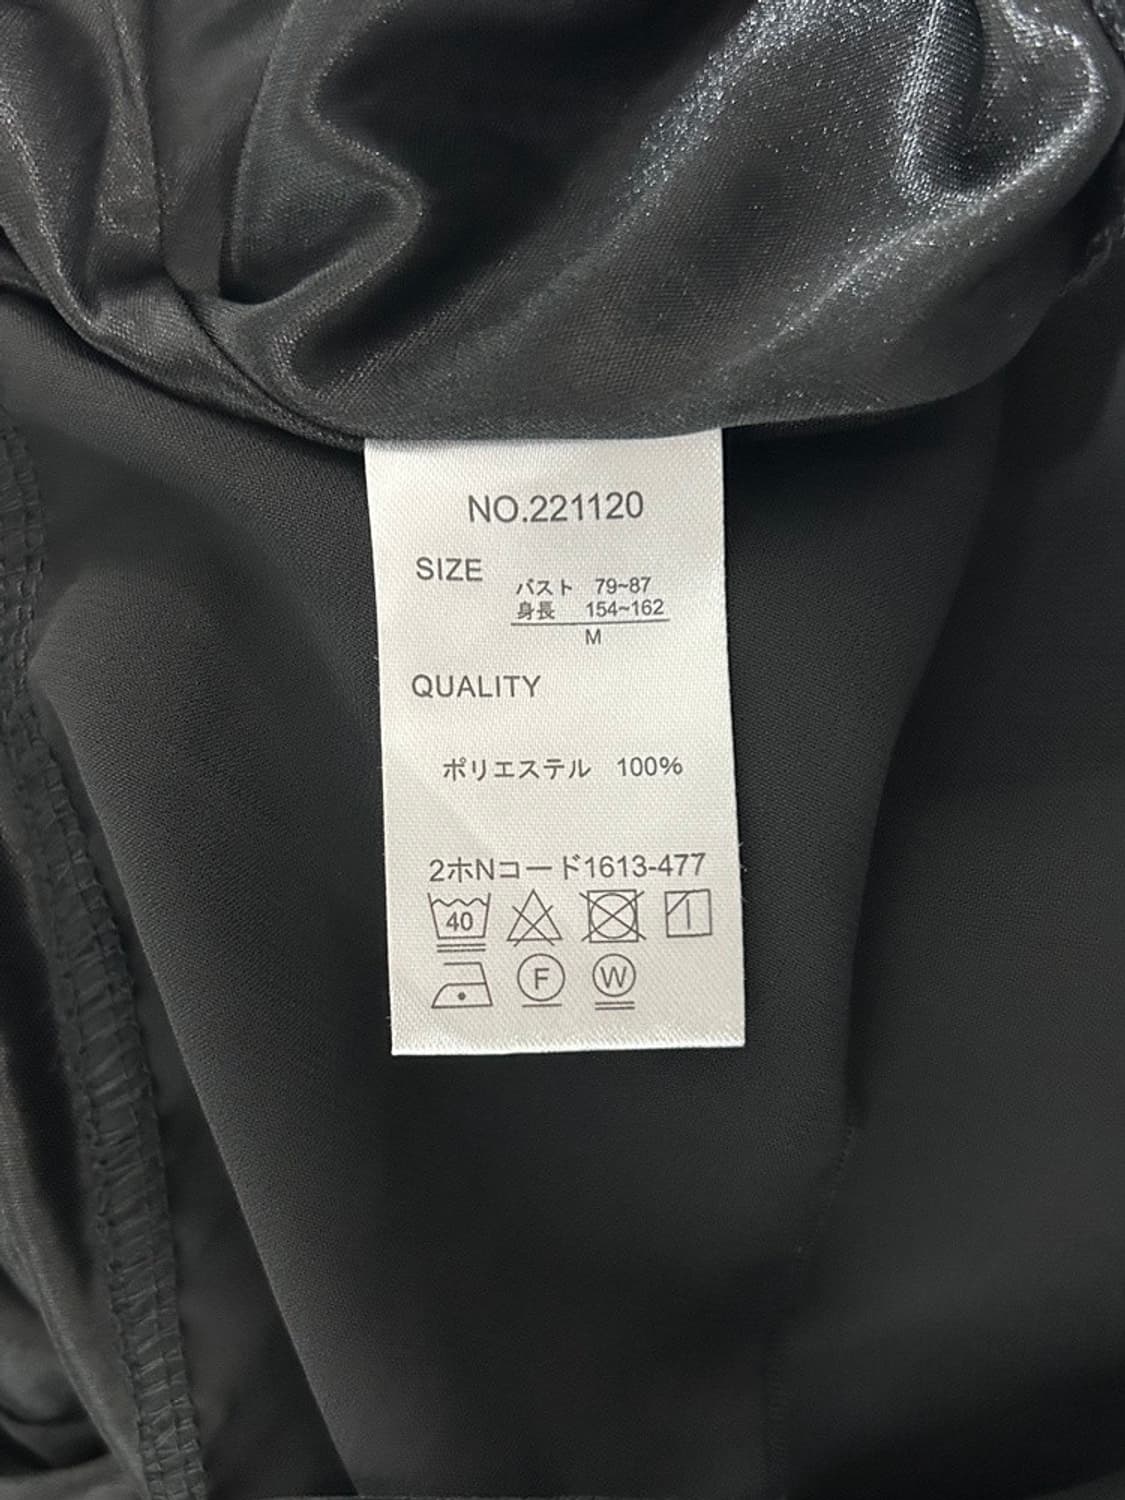 NO.221120
SIZE
バスト 79~87
身長 154~162
M
QUALITY
ポリエステル 100%
2ホNコード1613-477
40
F W